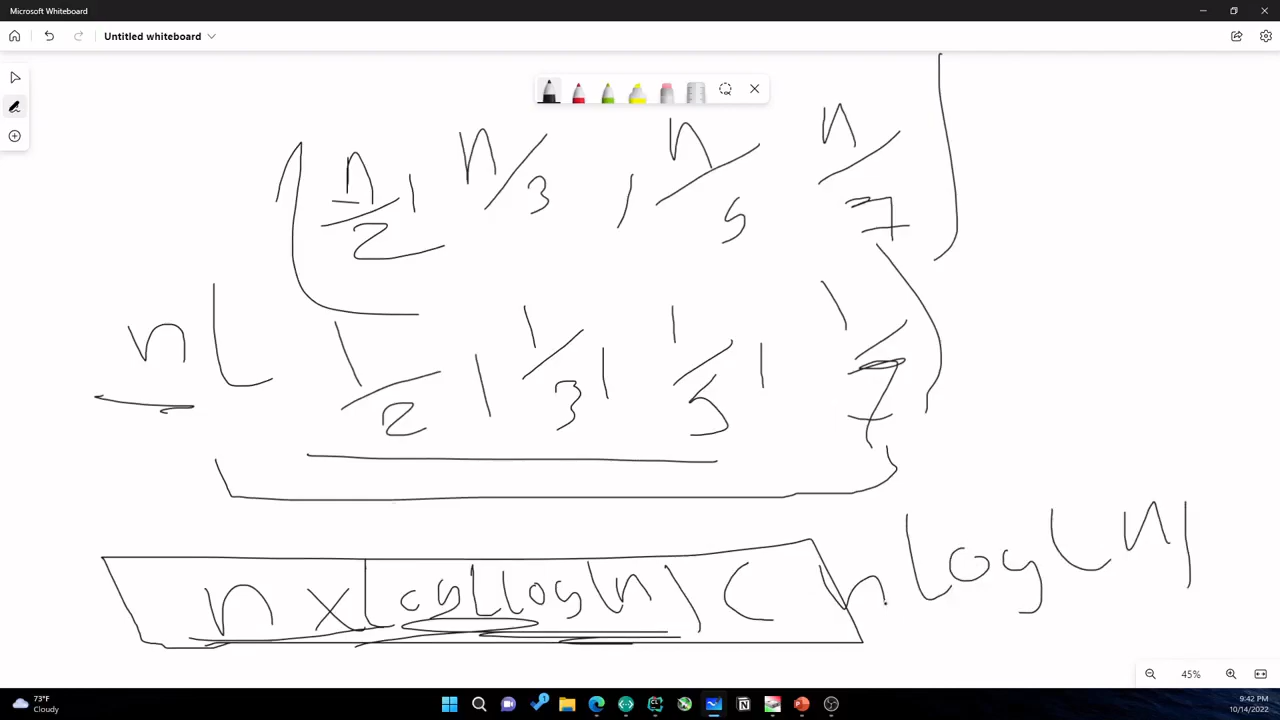 Microsoft Whiteboard
Untitled whiteboard
n/2, n/3, n/5 n/7
n(1/2, 1/3, 1/5, 1/7)
n x log(log(n)) < n log(n)
45%
73°F
Cloudy
1
9:42 PM
10/14/2022